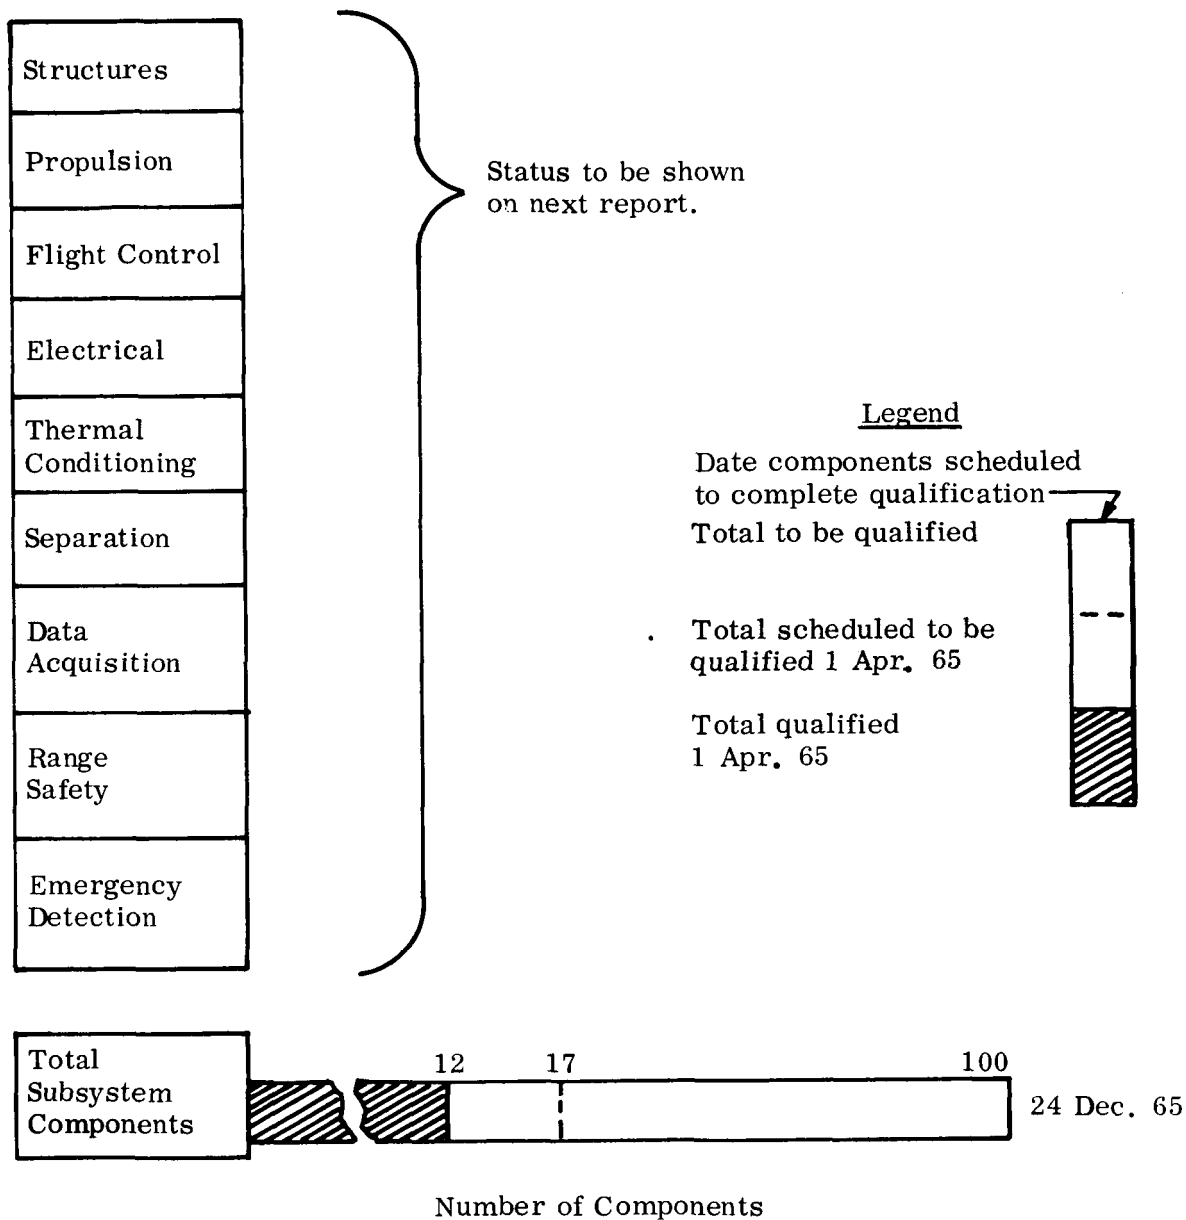 Structures
Propulsion
Flight Control
Electrical
Thermal
Conditioning
Separation
Data
Acquisition
Range
Safety
Emergency
Detection
Status to be shown
on next report.
Legend
Date components scheduled
to complete qualification
Total to be qualified
Total scheduled to be
qualified 1 Apr. 65
Total qualified
1 Apr. 65
Total
Subsystem
Components
12
17
100
24 Dec. 65
Number of Components